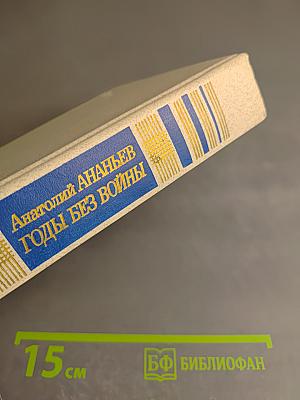 Анатолий АНАНЬЕВ
ГОДЫ БЕЗ ВОЙНЫ
15 см
БФ БИБЛИОФАН